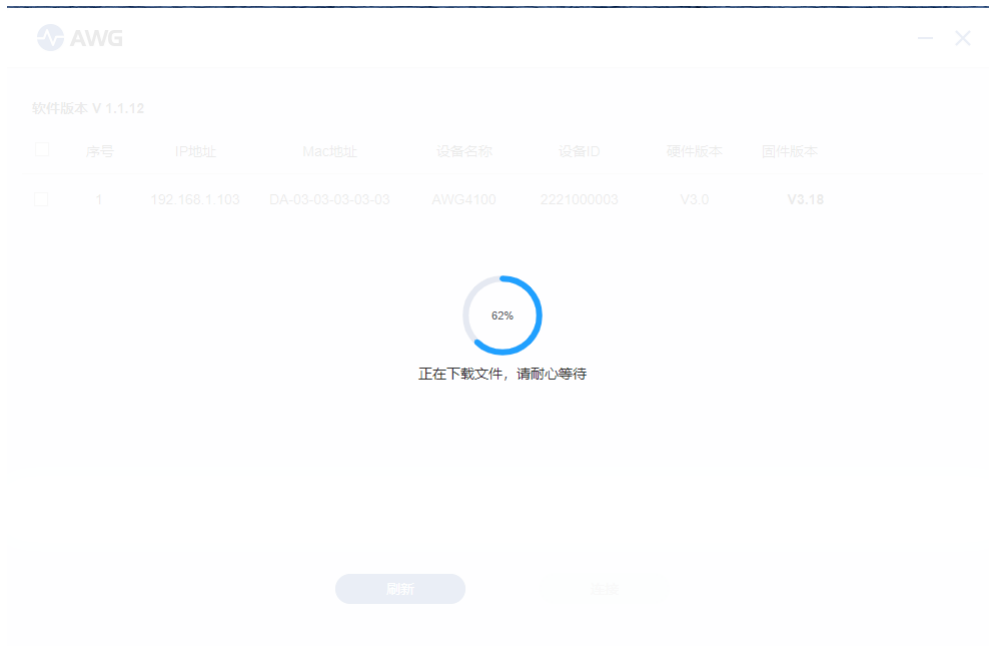 AWG
软件版本 V 1.1.12
序号 IP地址 Mac地址 设备名称 设备ID 硬件版本 固件版本
1 192.168.1.103 DA-03-03-03-03-03 AWG4100 2221000003 V3.0 V3.18
62%
正在下载文件，请耐心等待
刷新